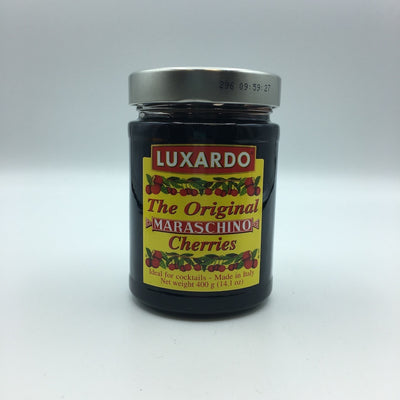 296 09:59:27
LUXARDO
The Original
MARASCHINO
Cherries
Ideal for cocktails - Made in Italy
Net weight 400 g (14.1 oz)